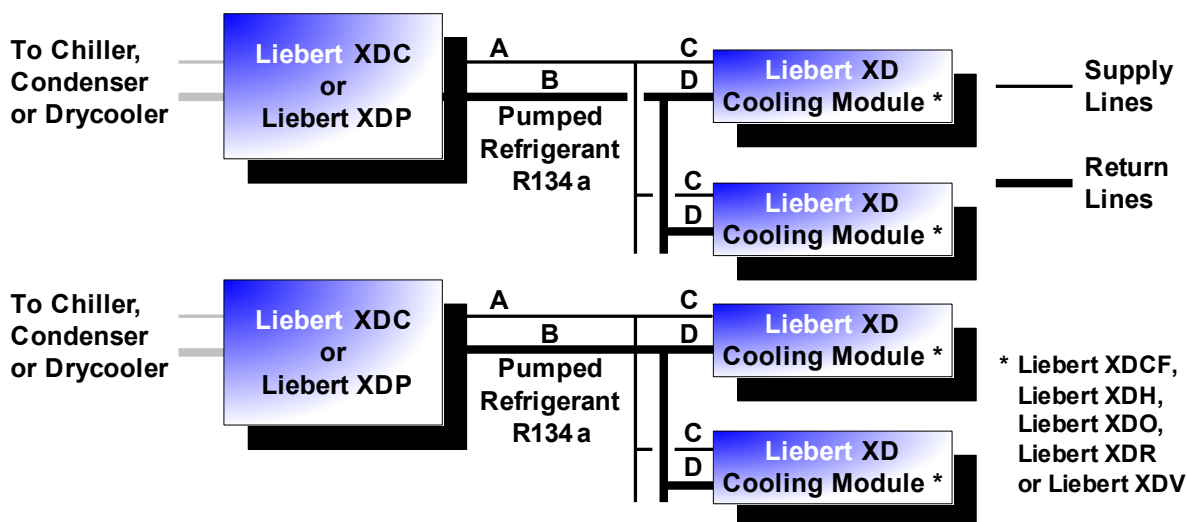 To Chiller,
Condenser
or Drycooler
Liebert XDC
or
Liebert XDP
A
B
Pumped
Refrigerant
R134a
C
D
Liebert XD
Cooling Module *
C
D
Liebert XD
Cooling Module *
Supply
Lines
Return
Lines
To Chiller,
Condenser
or Drycooler
Liebert XDC
or
Liebert XDP
A
B
Pumped
Refrigerant
R134a
C
D
Liebert XD
Cooling Module *
C
D
Liebert XD
Cooling Module *
* Liebert XDCF,
Liebert XDH,
Liebert XDO,
Liebert XDR
or Liebert XDV